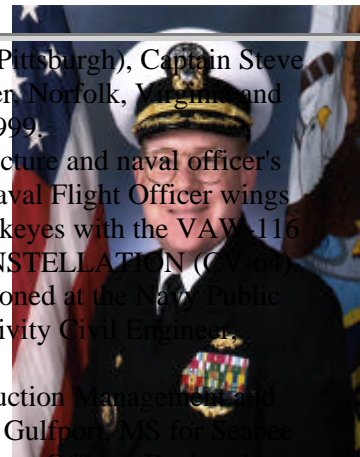 Pittsburgh), Captain Steve
er, Norfolk, Virginia and
999.
cture and naval officer's
aval Flight Officer wings
keyes with the VAW-116
NSTELLATION (CV-64).
oned at the Navy Public
ivity Civil Engineer,
uction Management and
Gulfport, MS for Seabee